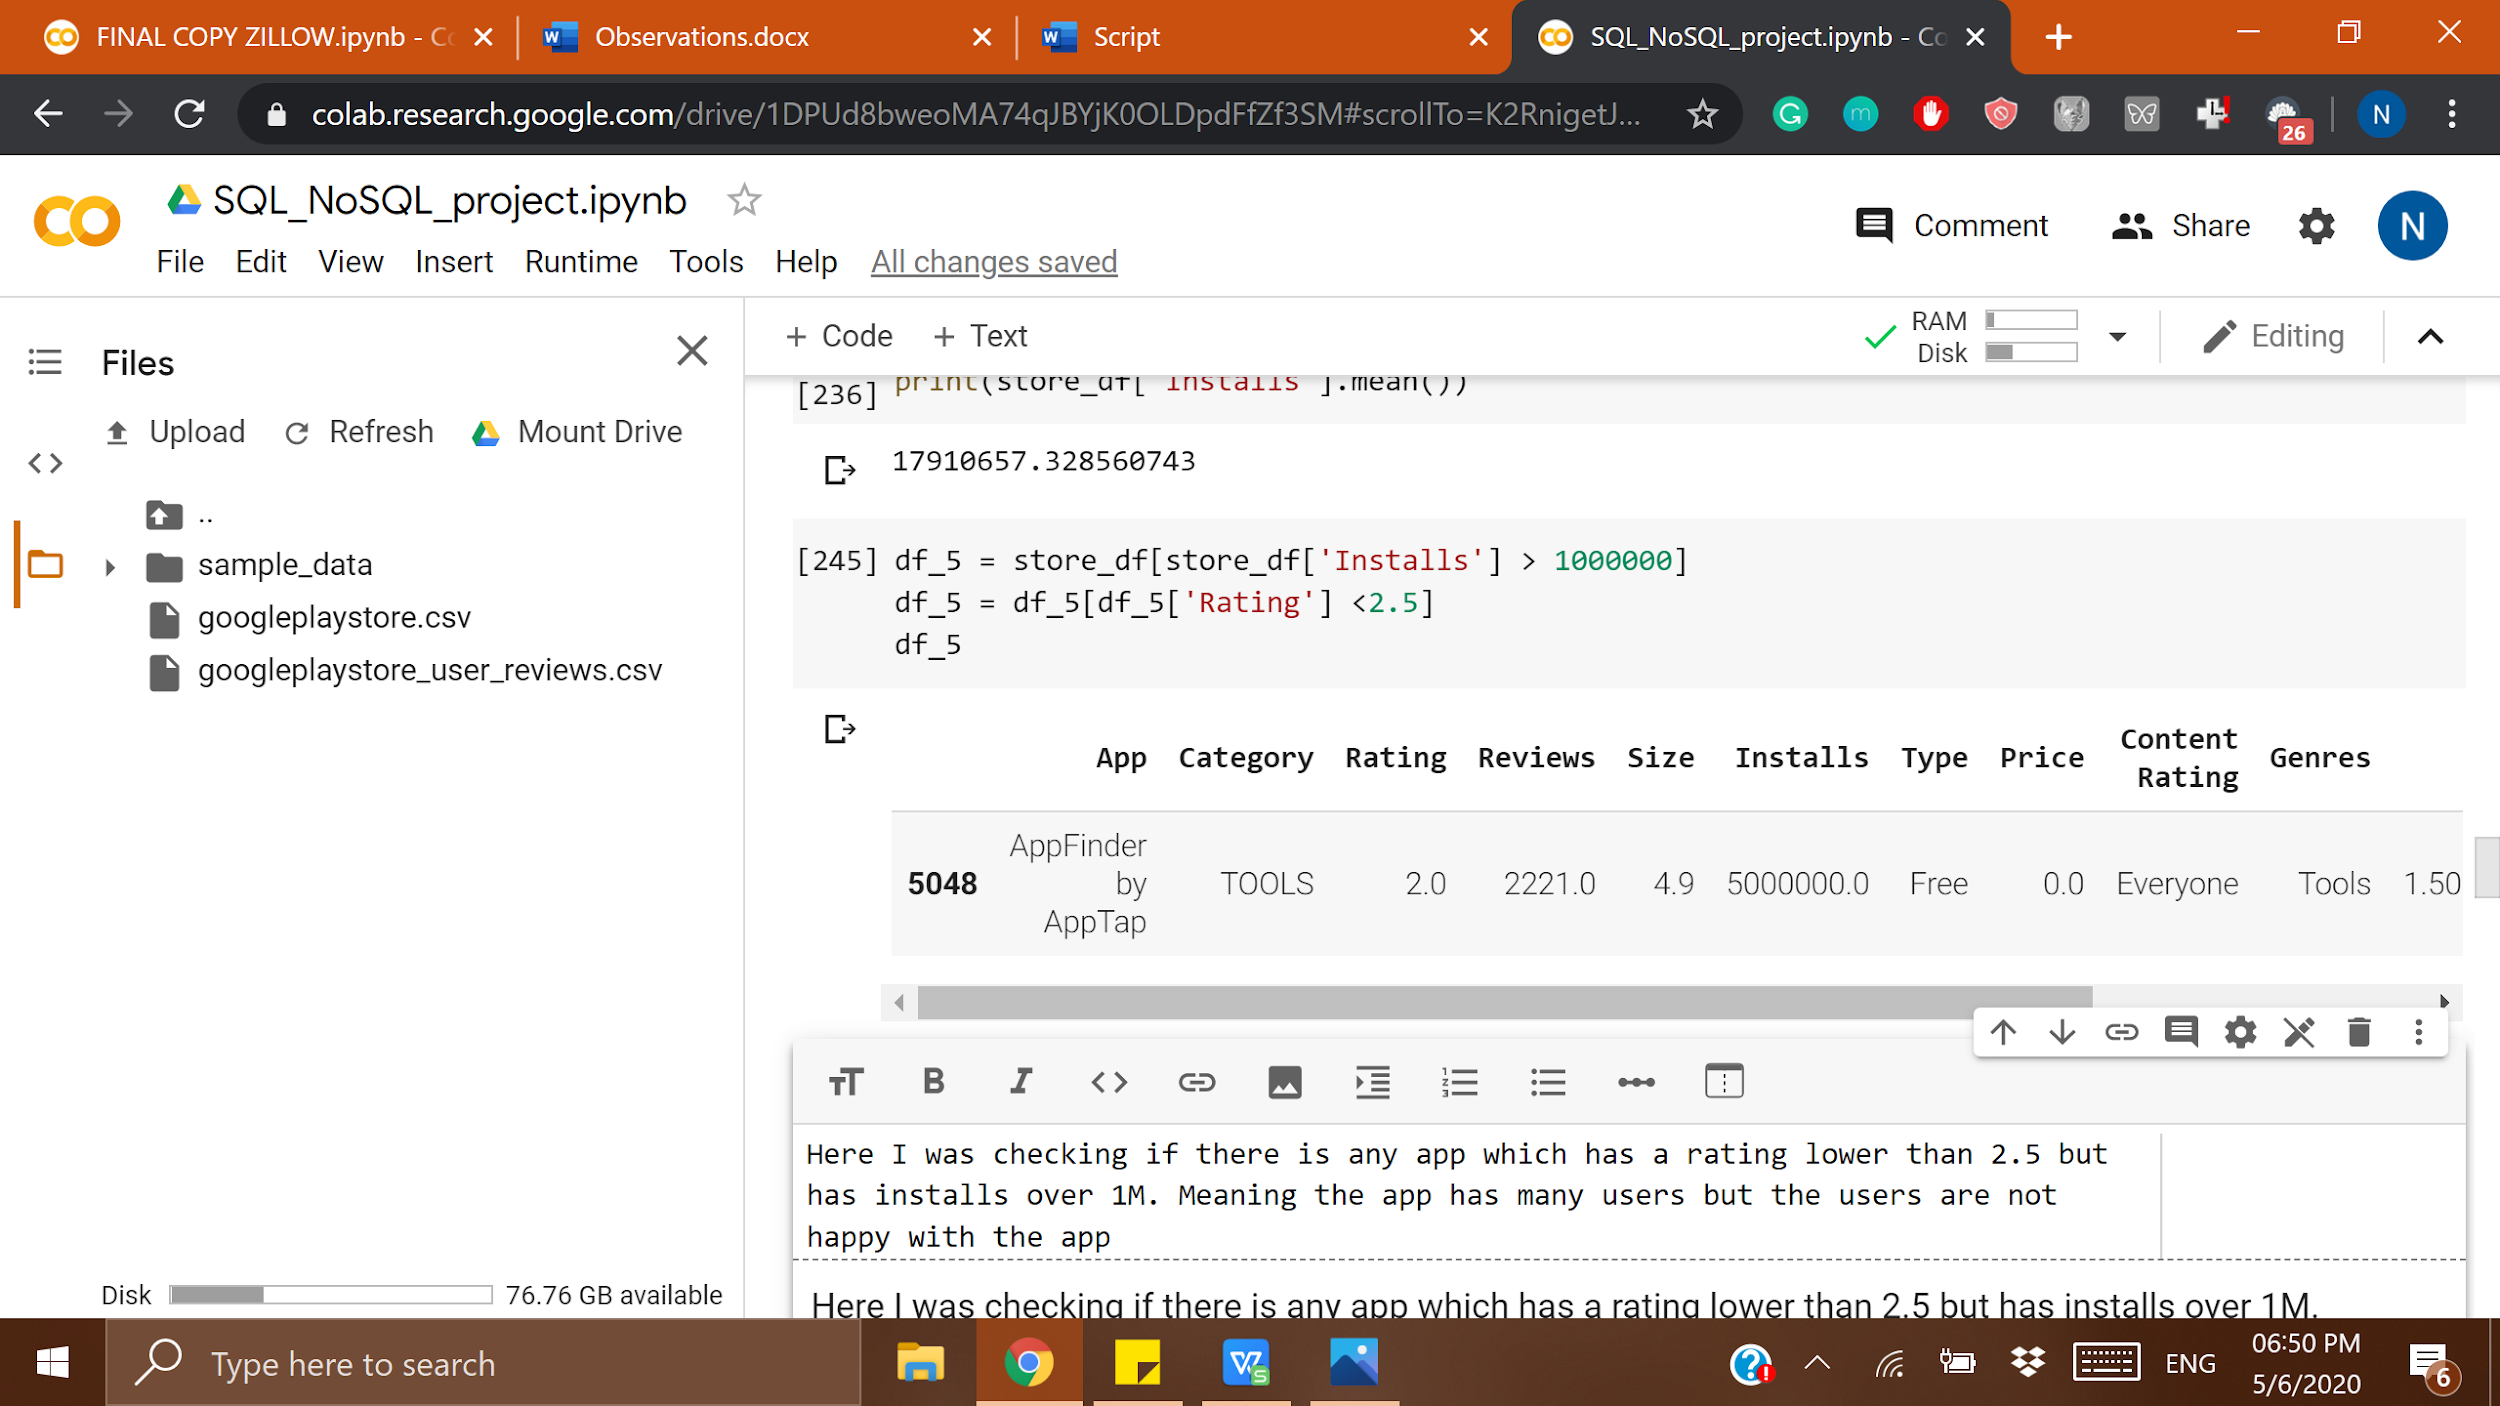 FINAL COPY ZILLOW.ipynb - Co
Observations.docx
Script
SQL_NoSQL_project.ipynb - Co
colab.research.google.com/drive/1DPUd8bweoMA74qJBYjK0OLDpdFfZf3SM#scrollTo=K2RnigetJ...
26
N
SQL_NoSQL_project.ipynb
Comment
Share
N
File Edit View Insert Runtime Tools Help All changes saved
Files
+ Code + Text
RAM
Disk
Editing
Upload Refresh Mount Drive
..
sample_data
googleplaystore.csv
googleplaystore_user_reviews.csv
Disk 76.76 GB available
[236] print(store_df['Installs'].mean())
17910657.328560743
[245] df_5 = store_df[store_df['Installs'] > 1000000]
df_5 = df_5[df_5['Rating'] <2.5]
df_5
App Category Rating Reviews Size Installs Type Price Content Rating Genres
5048 AppFinder by AppTap TOOLS 2.0 2221.0 4.9 5000000.0 Free 0.0 Everyone Tools 1.50
Here I was checking if there is any app which has a rating lower than 2.5 but
has installs over 1M. Meaning the app has many users but the users are not
happy with the app
Here I was checking if there is any app which has a rating lower than 2.5 but has installs over 1M.
Type here to search
ENG
06:50 PM
5/6/2020
6